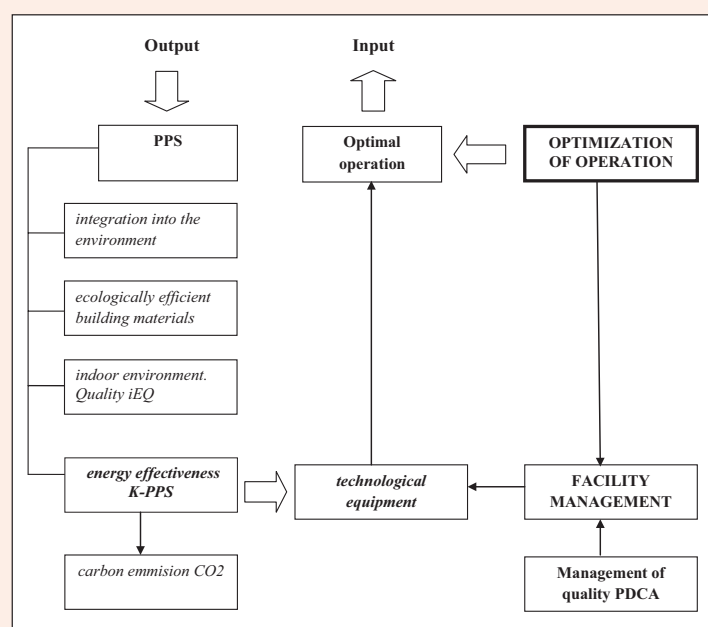 Output
Input
PPS
Optimal
operation
OPTIMIZATION
OF OPERATION
integration into the
environment
ecologically efficient
building materials
indoor environment.
Quality iEQ
energy effectiveness
K-PPS
technological
equipment
FACILITY
MANAGEMENT
carbon emmision CO2
Management of
quality PDCA